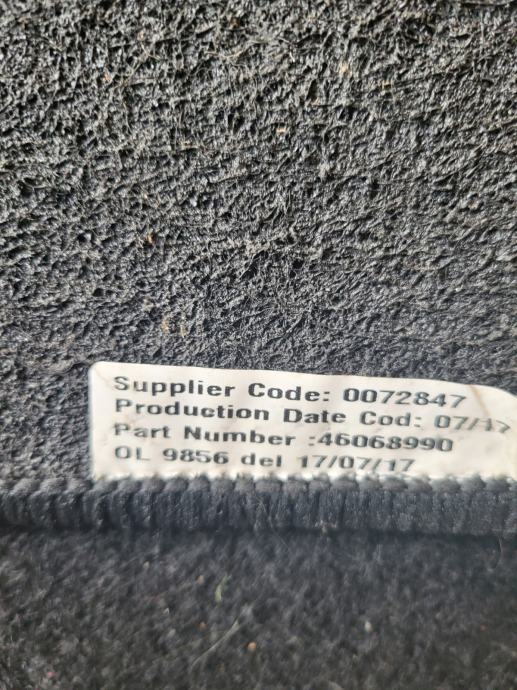 Supplier Code: 0072847
Production Date Cod: 07/17
Part Number :46068990
OL 9856 del 17/07/17